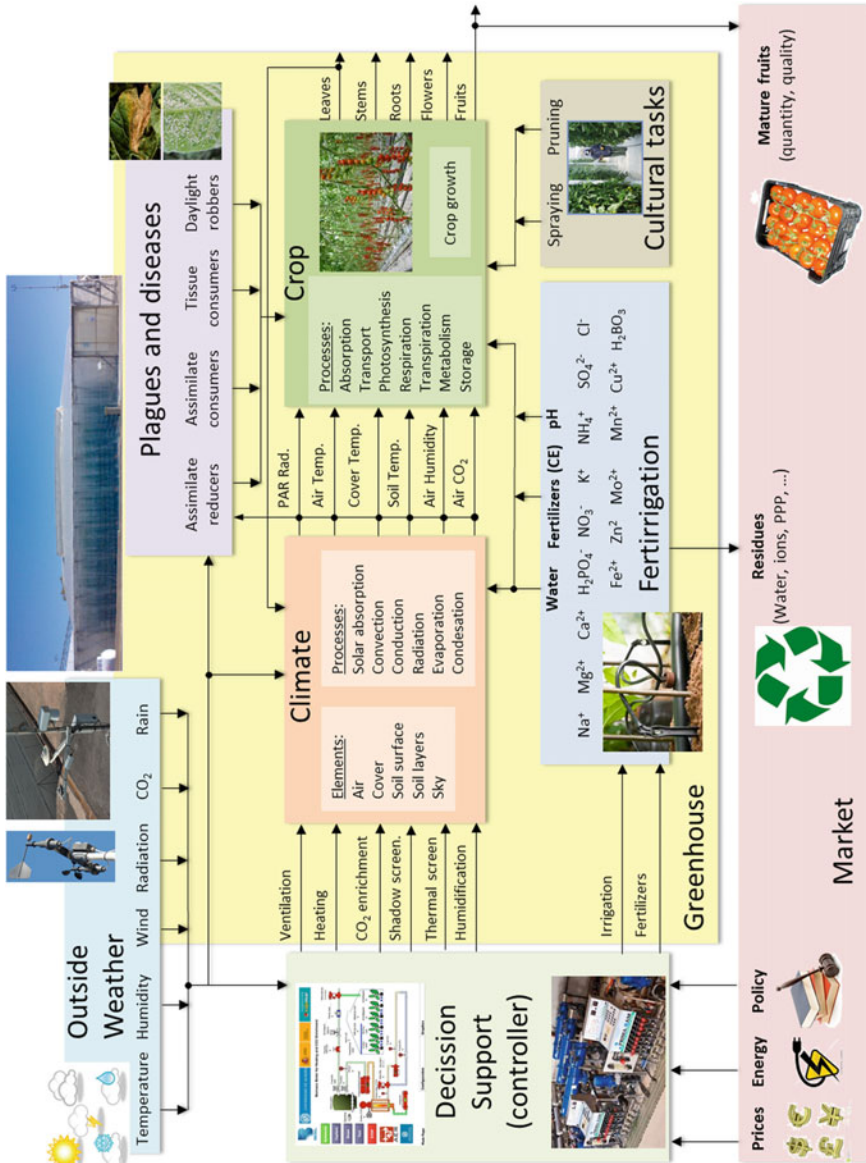 Outside
Weather
Temperature
Humidity
Wind
Radiation
CO₂
Rain
Plagues and diseases
Assimilate
reducers
Assimilate
consumers
Tissue
consumers
Daylight
robbers
Decission
Support
(controller)
Ventilation
Heating
CO₂ enrichment
Shadow screen.
Thermal screen
Humidification
Climate
Elements:
Air
Cover
Soil surface
Soil layers
Sky
Processes:
Solar absorption
Convection
Conduction
Radiation
Evaporation
Condesation
PAR Rad.
Air Temp.
Cover Temp.
Soil Temp.
Air Humidity
Air CO₂
Crop
Processes:
Absorption
Transport
Photosynthesis
Respiration
Transpiration
Metabolism
Storage
Crop growth
Leaves
Stems
Roots
Flowers
Fruits
Irrigation
Fertilizers
Water Fertilizers (CE) pH
Na⁺ Mg²⁺ Ca²⁺ H₂PO₄⁻ NO₃⁻ K⁺ NH₄⁺ SO₄²⁻ Cl⁻
Fe²⁺ Zn² Mo²⁺ Mn²⁺ Cu²⁺ H₂BO₃
Fertirrigation
Spraying
Pruning
Cultural tasks
Greenhouse
Prices
Energy
Policy
Market
Residues
(Water, ions, PPP, ...)
Mature fruits
(quantity, quality)